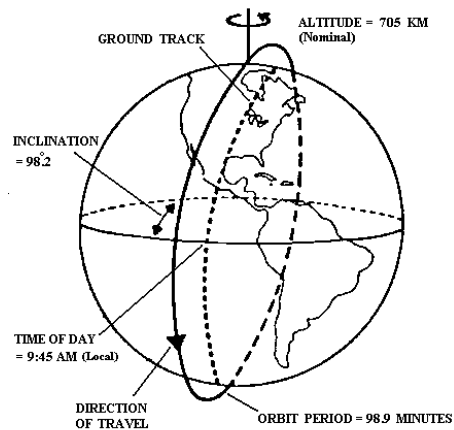 ALTITUDE = 705 KM
(Nominal)
GROUND TRACK
INCLINATION
= 98.2°
TIME OF DAY
= 9:45 AM (Local)
DIRECTION
OF TRAVEL
ORBIT PERIOD = 98.9 MINUTES